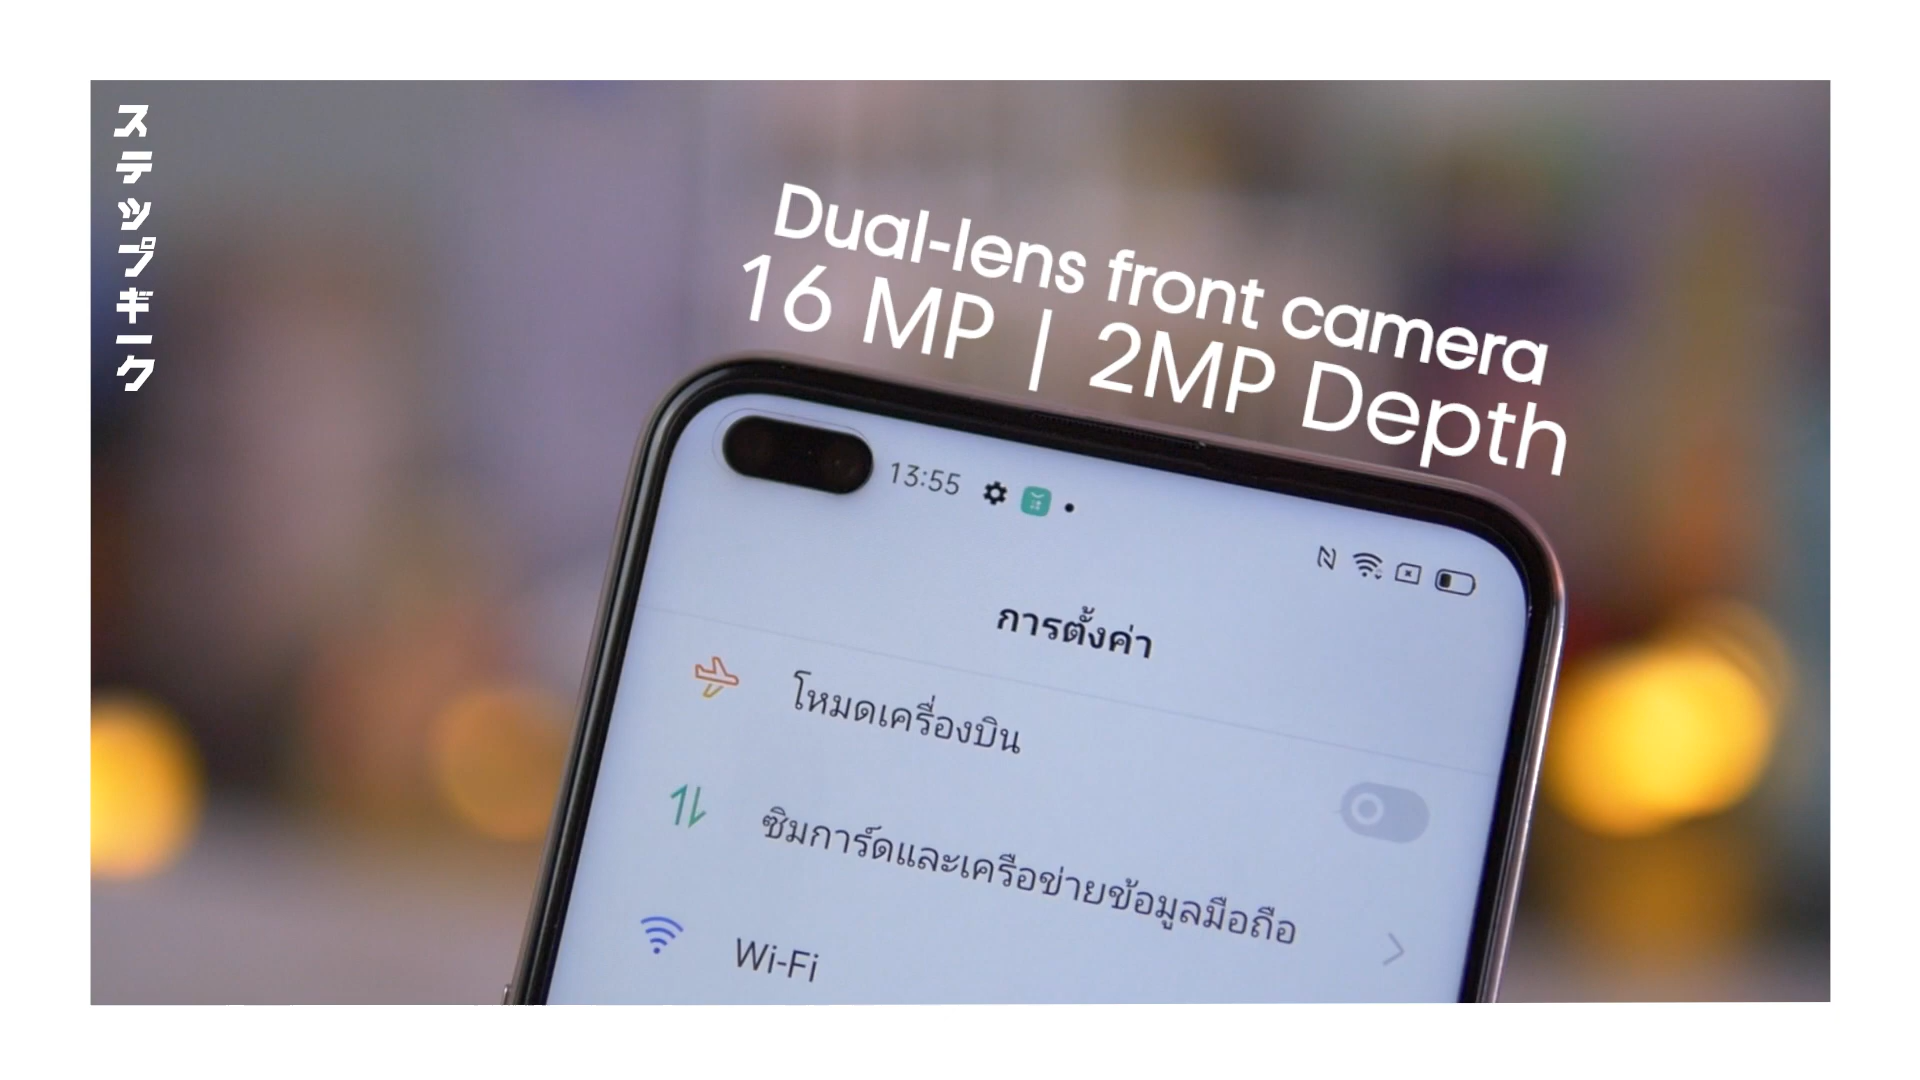 ステップギーク
Dual-lens front camera
16 MP | 2MP Depth
13:55
การตั้งค่า
โหมดเครื่องบิน
ซิมการ์ดและเครือข่ายข้อมูลมือถือ
Wi-Fi